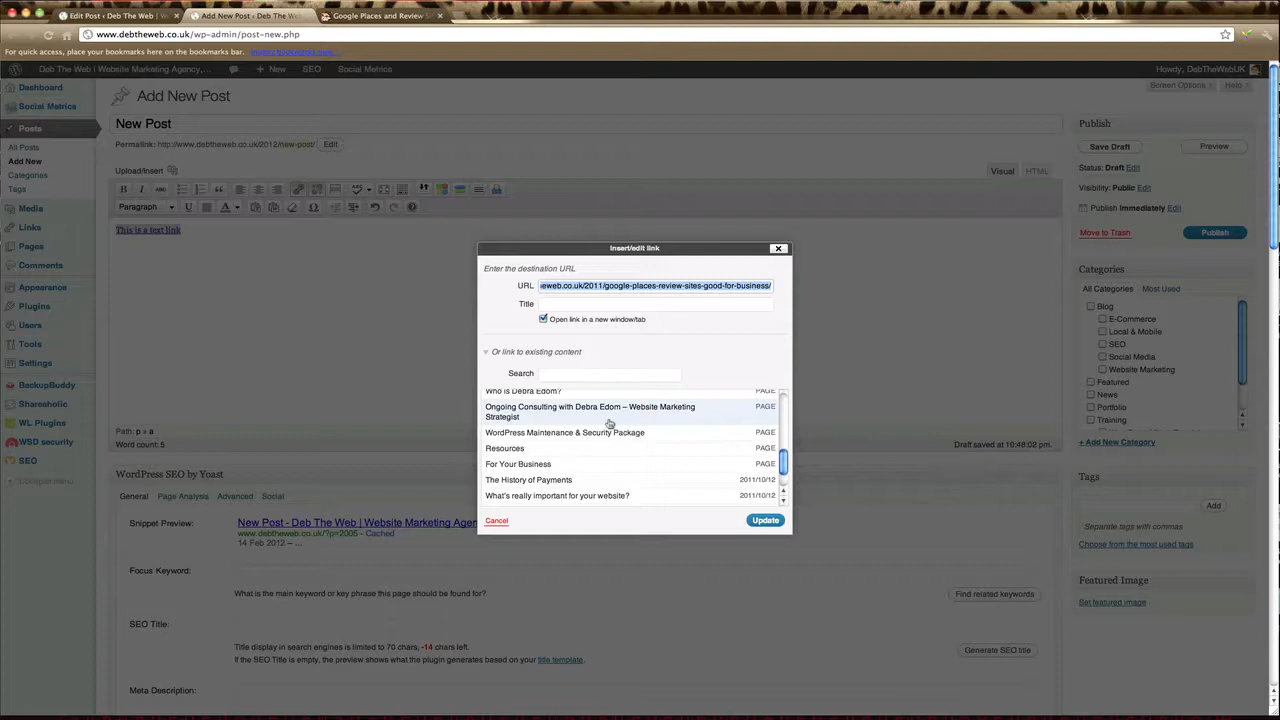 Edit Post ‹ Deb The Web | W
Add New Post ‹ Deb The Web
Google Places and Review S
www.debtheweb.co.uk/wp-admin/post-new.php
For quick access, place your bookmarks here on the bookmarks bar.
Deb The Web | Website Marketing Agency,...
New
SEO
Social Metrics
Howdy, DebTheWebUK
Dashboard
Social Metrics
Posts
All Posts
Add New
Categories
Tags
Media
Links
Pages
Comments
Appearance
Plugins
Users
Tools
Settings
BackupBuddy
Shareholic
WL Plugins
WSD security
SEO
Collapse menu
Add New Post
Screen Options
Help
New Post
Permalink: http://www.debtheweb.co.uk/2012/new-post/ Edit
Upload/Insert
Visual
HTML
B I ABC
Paragraph
U A
This is a text link
Path: p » a
Word count: 5
Draft saved at 10:48:02 pm.
Insert/edit link
Enter the destination URL
URL eweb.co.uk/2011/google-places-review-sites-good-for-business/
Title
Open link in a new window/tab
Or link to existing content
Search
Who is Debra Edom? PAGE
Ongoing Consulting with Debra Edom – Website Marketing Strategist PAGE
WordPress Maintenance & Security Package PAGE
Resources PAGE
For Your Business PAGE
The History of Payments 2011/10/12
What's really important for your website? 2011/10/12
Cancel
Update
WordPress SEO by Yoast
General
Page Analysis
Advanced
Social
Snippet Preview:
New Post - Deb The Web | Website Marketing Agen
www.debtheweb.co.uk/?p=2005 - Cached
14 Feb 2012 – ...
Focus Keyword:
What is the main keyword or key phrase this page should be found for?
Find related keywords
SEO Title:
Title display in search engines is limited to 70 chars, -14 chars left.
If the SEO Title is empty, the preview shows what the plugin generates based on your title template.
Generate SEO title
Meta Description:
Publish
Save Draft
Preview
Status: Draft Edit
Visibility: Public Edit
Publish Immediately Edit
Move to Trash
Publish
Categories
All Categories
Most Used
Blog
E-Commerce
Local & Mobile
SEO
Social Media
Website Marketing
Featured
News
Portfolio
Training
+ Add New Category
Tags
Add
Separate tags with commas
Choose from the most used tags
Featured Image
Set featured image